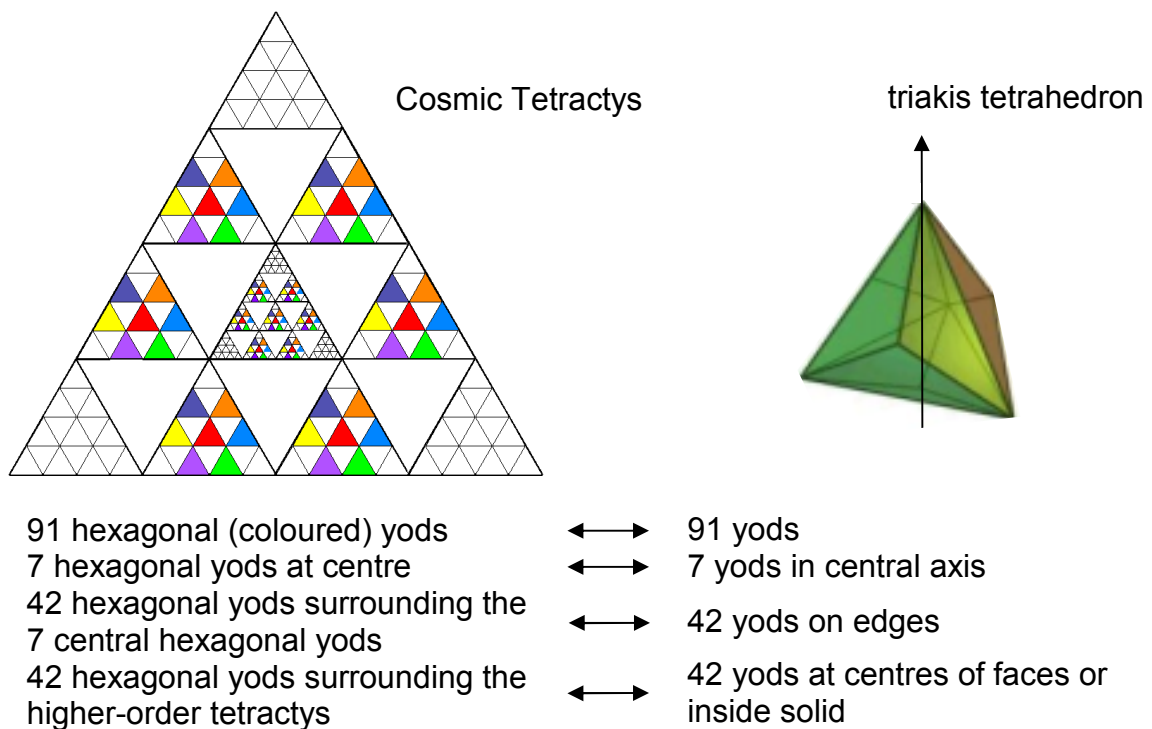 Cosmic Tetractys
triakis tetrahedron
91 hexagonal (coloured) yods
91 yods
7 hexagonal yods at centre
7 yods in central axis
42 hexagonal yods surrounding the
7 central hexagonal yods
42 yods on edges
42 hexagonal yods surrounding the
higher-order tetractys
42 yods at centres of faces or
inside solid